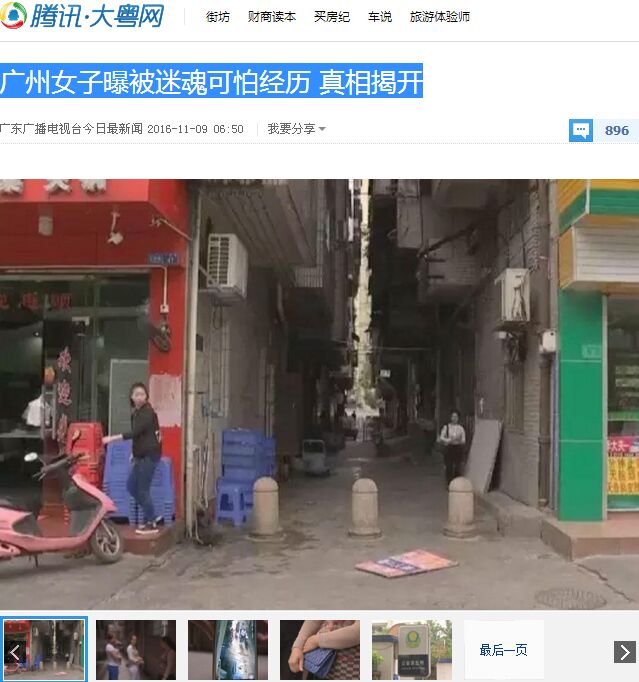 腾讯·大粤网 街坊 财商读本 买房纪 车说 旅游体验师
广州女子曝被迷魂可怕经历 真相揭开
广东广播电视台今日最新闻 2016-11-09 06:50 我要分享
896
欢迎光
最后一页